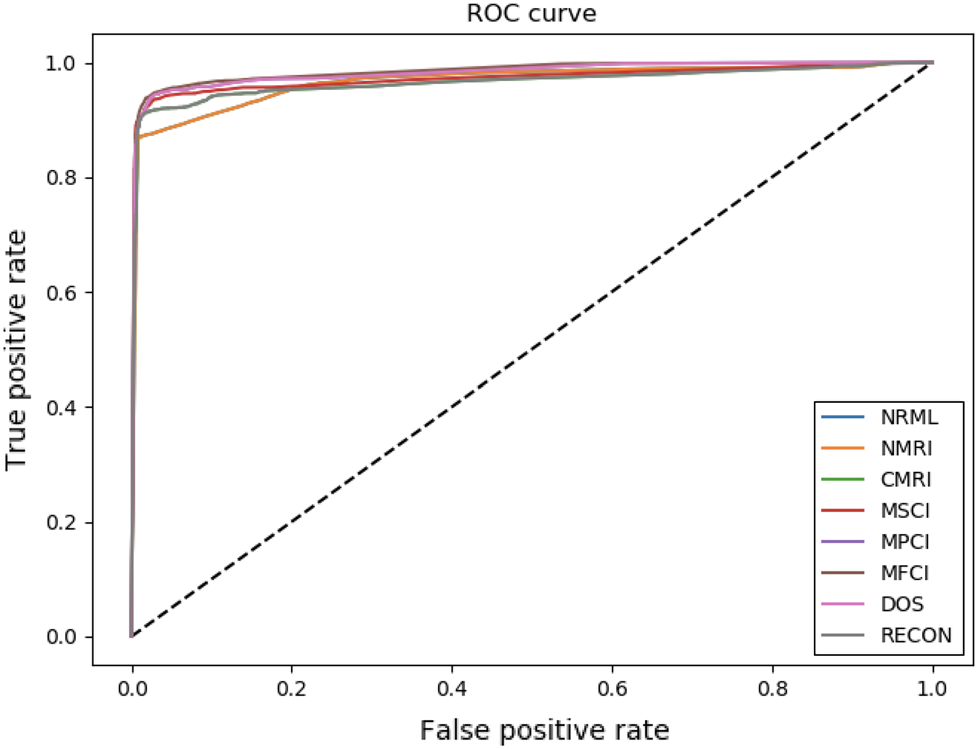 ROC curve
1.0
0.8
0.6
0.4
0.2
0.0
True positive rate
NRML
NMRI
CMRI
MSCI
MPCI
MFCI
DOS
RECON
0.0 0.2 0.4 0.6 0.8 1.0
False positive rate